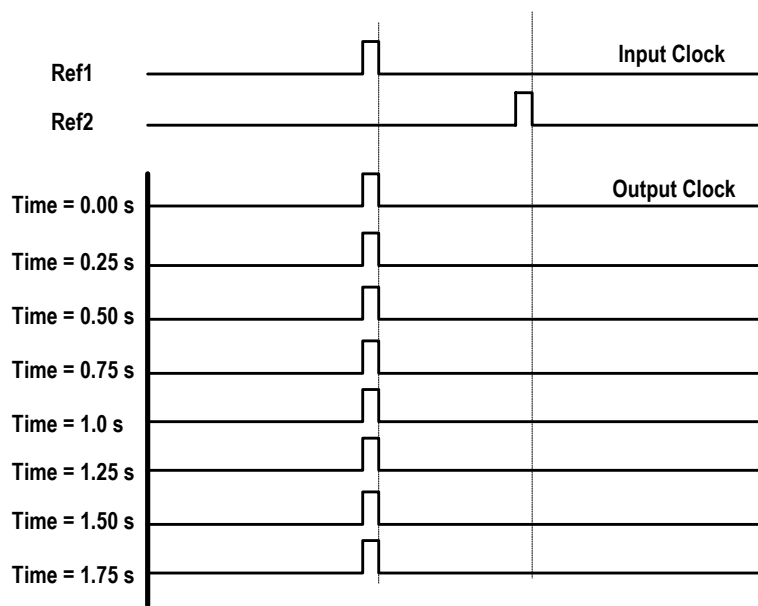 Input Clock
Ref1
Ref2
Output Clock
Time = 0.00 s
Time = 0.25 s
Time = 0.50 s
Time = 0.75 s
Time = 1.0 s
Time = 1.25 s
Time = 1.50 s
Time = 1.75 s